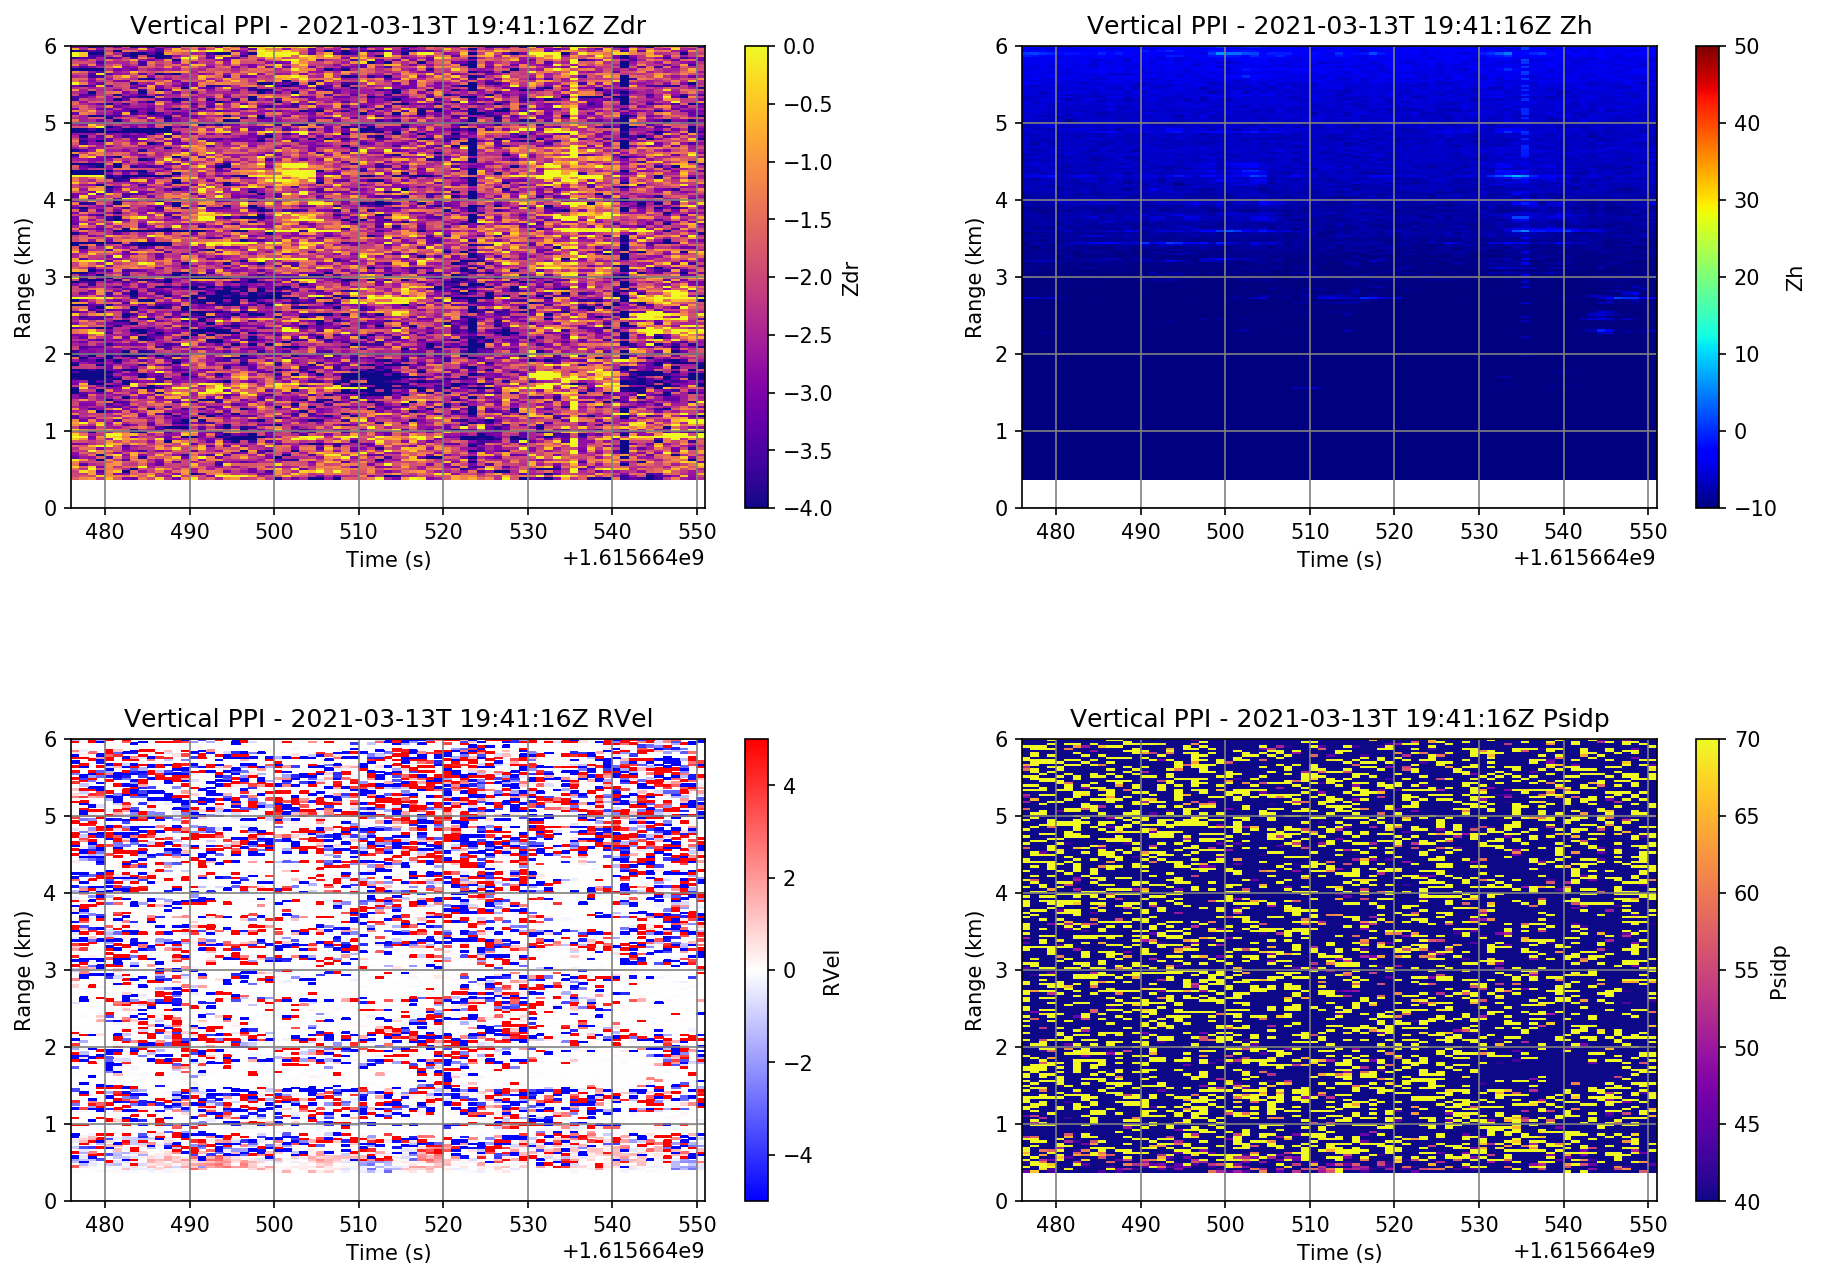 Vertical PPI - 2021-03-13T 19:41:16Z Zdr
6
5
4
3
2
1
0
Range (km)
480 490 500 510 520 530 540 550
Time (s)
+1.615664e9
0.0
−0.5
−1.0
−1.5
−2.0
−2.5
−3.0
−3.5
−4.0
Zdr
Vertical PPI - 2021-03-13T 19:41:16Z Zh
6
5
4
3
2
1
0
Range (km)
480 490 500 510 520 530 540 550
Time (s)
+1.615664e9
50
40
30
20
10
0
−10
Zh
Vertical PPI - 2021-03-13T 19:41:16Z RVel
6
5
4
3
2
1
0
Range (km)
480 490 500 510 520 530 540 550
Time (s)
+1.615664e9
4
2
0
−2
−4
RVel
Vertical PPI - 2021-03-13T 19:41:16Z Psidp
6
5
4
3
2
1
0
Range (km)
480 490 500 510 520 530 540 550
Time (s)
+1.615664e9
70
65
60
55
50
45
40
Psidp